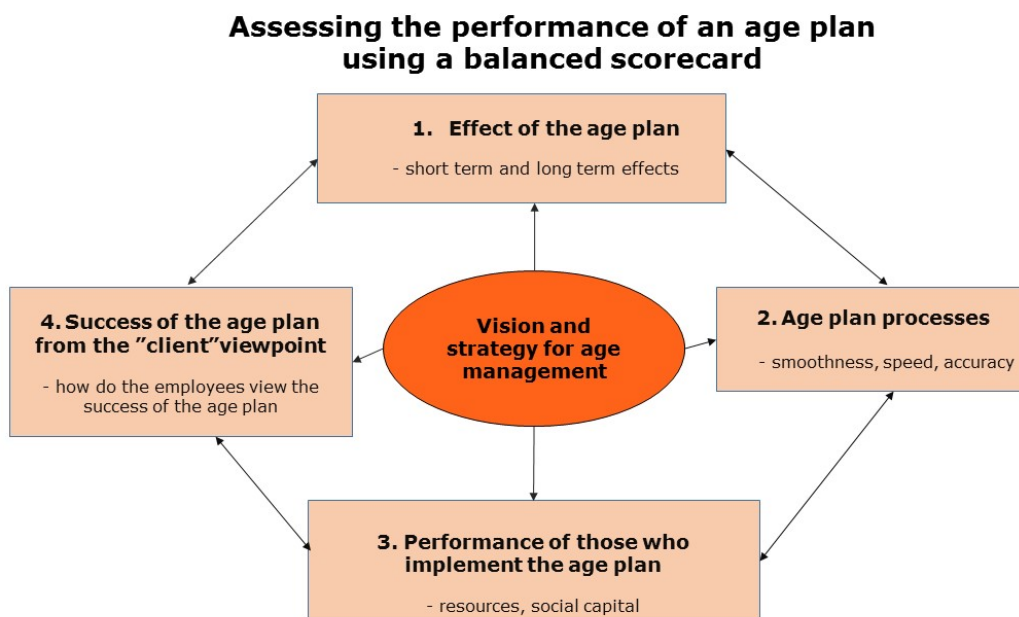 Assessing the performance of an age plan
using a balanced scorecard
1. Effect of the age plan
- short term and long term effects
4. Success of the age plan
from the ”client”viewpoint
- how do the employees view the
success of the age plan
Vision and
strategy for age
management
2. Age plan processes
- smoothness, speed, accuracy
3. Performance of those who
implement the age plan
- resources, social capital